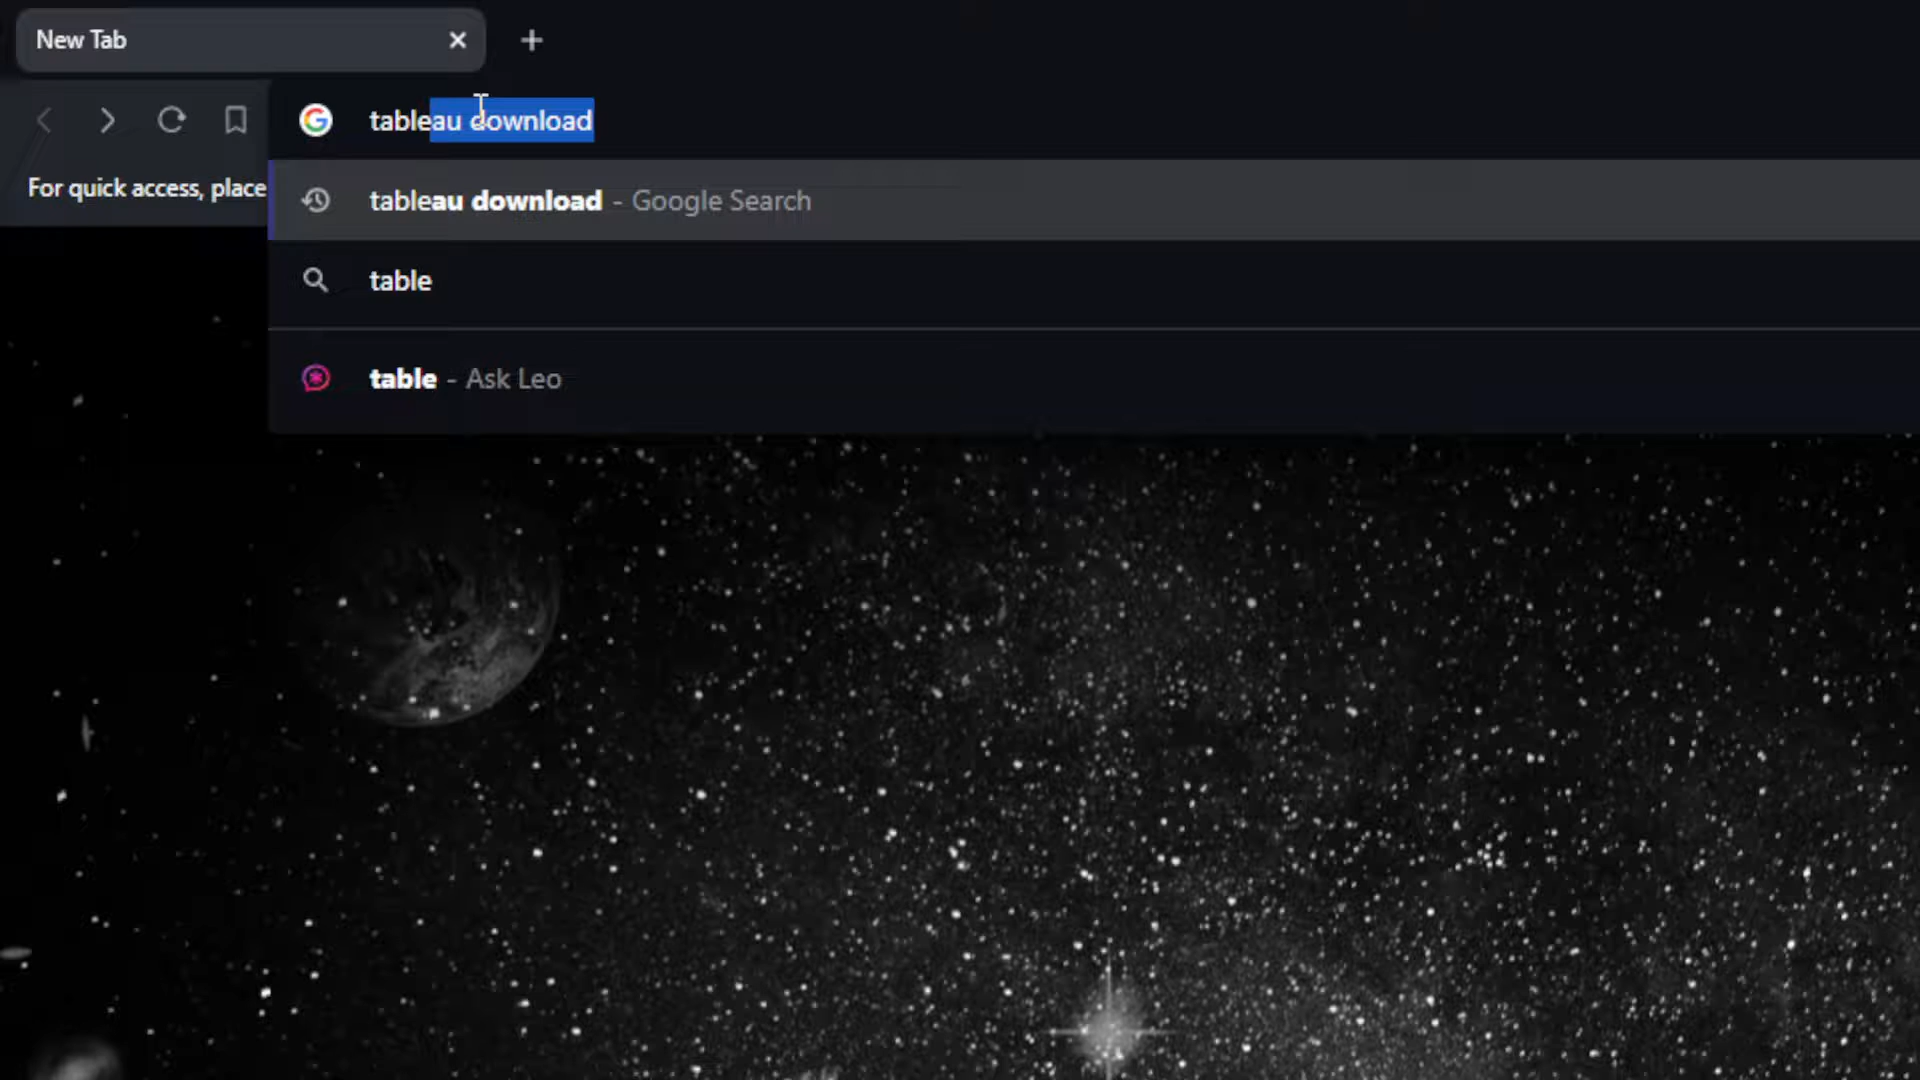 New Tab
tableau download
For quick access, place
tableau download - Google Search
table
table - Ask Leo